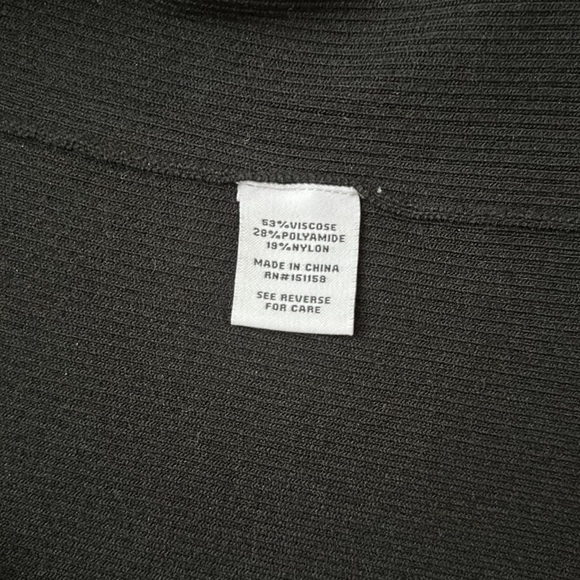 53%VISCOSE
28%POLYAMIDE
19%NYLON
MADE IN CHINA
RN#151158
SEE REVERSE
FOR CARE